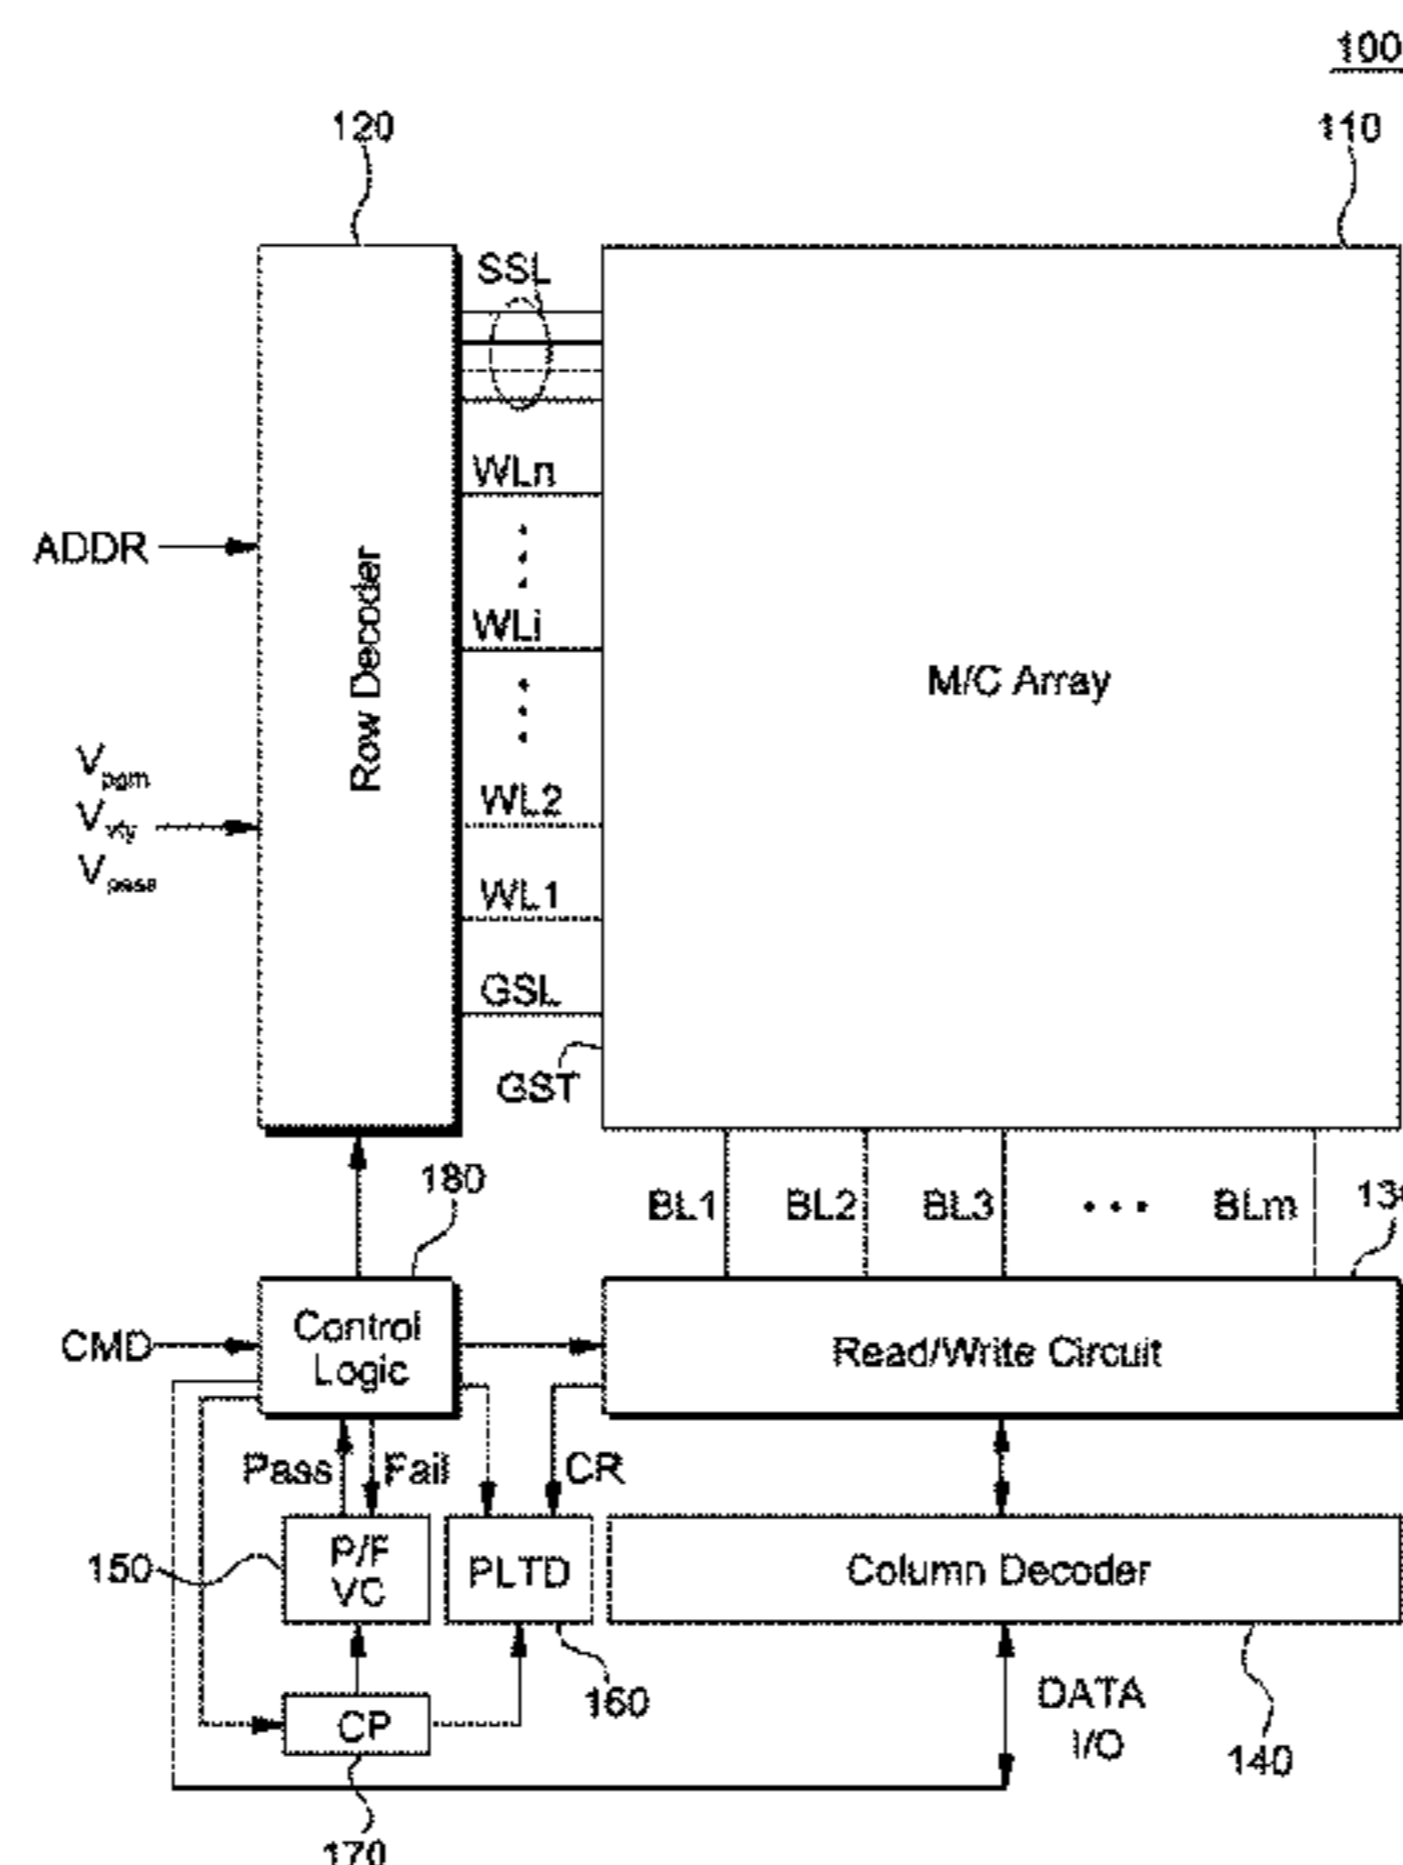 100
120
110
SSL
WLn
ADDR
WLi
Row Decoder
M/C Array
Vpgm
Vvfy
Vpass
WL2
WL1
GSL
GST
180
BL1 BL2 BL3 BLm
CMD
Control
Logic
Read/Write Circuit
Pass Fail
CR
150
P/F
VC
PLTD
Column Decoder
CP
160
DATA
I/O
140
170